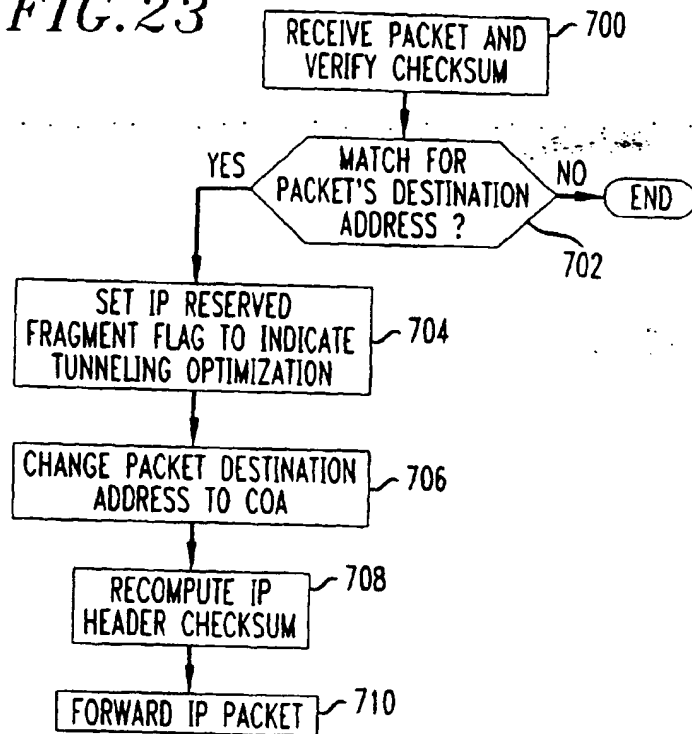 FIG. 23
RECEIVE PACKET AND
VERIFY CHECKSUM
700
MATCH FOR
PACKET'S DESTINATION
ADDRESS ?
702
YES
NO
END
SET IP RESERVED
FRAGMENT FLAG TO INDICATE
TUNNELING OPTIMIZATION
704
CHANGE PACKET DESTINATION
ADDRESS TO COA
706
RECOMPUTE IP
HEADER CHECKSUM
708
FORWARD IP PACKET
710